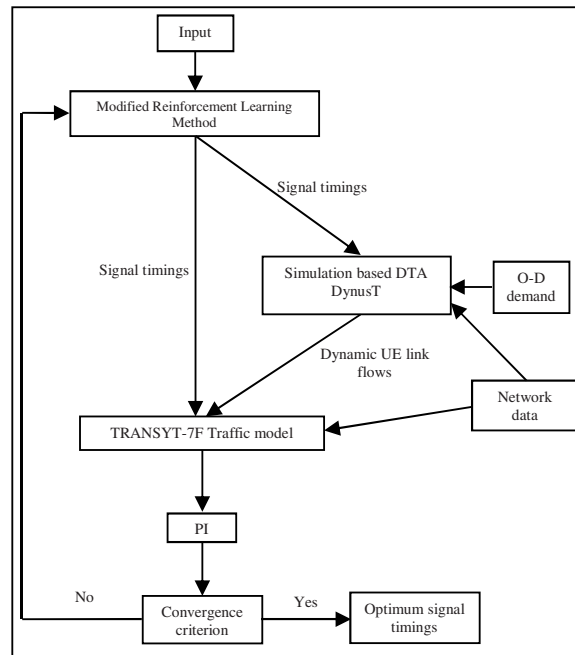 Input
Modified Reinforcement Learning
Method
Signal timings
Signal timings
Simulation based DTA
DynusT
O-D
demand
Dynamic UE link
flows
Network
data
TRANSYT-7F Traffic model
PI
No
Convergence
criterion
Yes
Optimum signal
timings